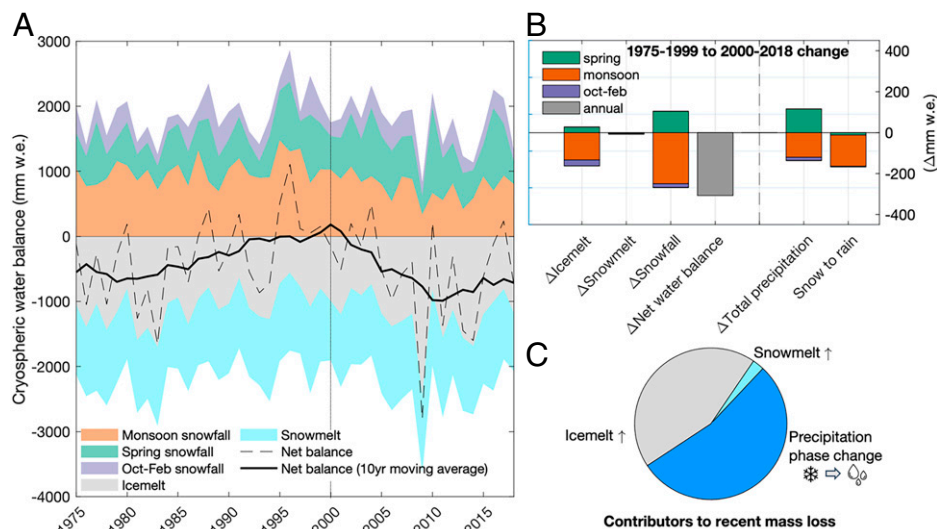 A
3000
2000
1000
0
-1000
-2000
-3000
-4000
Cryospheric water balance (mm w.e.)
1975
1980
1985
1990
1995
2000
2005
2010
2015
Monsoon snowfall
Spring snowfall
Oct-Feb snowfall
Icemelt
Snowmelt
Net balance
Net balance (10yr moving average)
B
1975-1999 to 2000-2018 change
spring
monsoon
oct-feb
annual
400
200
0
-200
-400
(Δmm w.e.)
ΔIcemelt
ΔSnowmelt
ΔSnowfall
ΔNet water balance
ΔTotal precipitation
Snow to rain
C
Snowmelt ↑
Icemelt ↑
Precipitation
phase change
Contributors to recent mass loss